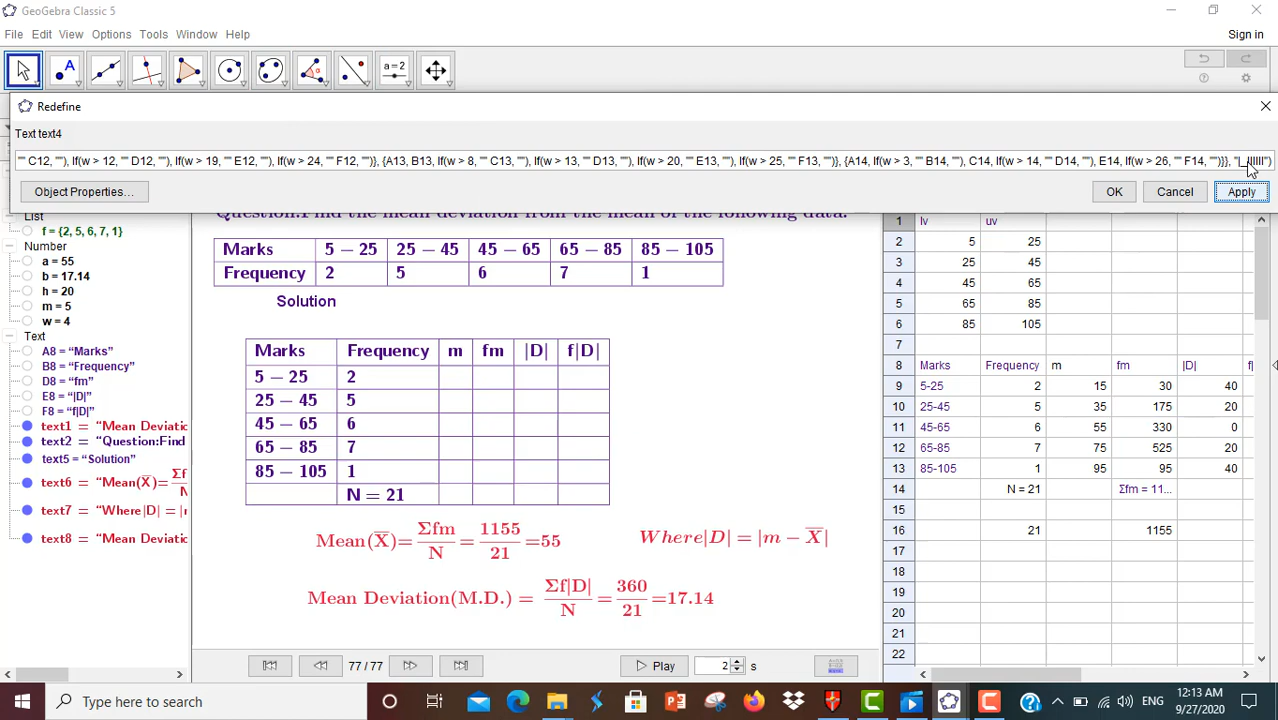 GeoGebra Classic 5
File Edit View Options Tools Window Help
Sign in
a = 2
Redefine
Text text4
"" C12, ""), If(w > 12, "" D12, ""), If(w > 19, "" E12, ""), If(w > 24, "" F12, "")}, {A13, B13, If(w > 8, "" C13, ""), If(w > 13, "" D13, ""), If(w > 20, "" E13, ""), If(w > 25, "" F13, "")}, {A14, If(w > 3, "" B14, ""), C14, If(w > 14, "" D14, ""), E14, If(w > 26, "" F14, "")}},
Object Properties…
OK Cancel Apply
List
f = {2, 5, 6, 7, 1}
Number
a = 55
b = 17.14
h = 20
m = 5
w = 4
Text
A8 = “Marks”
B8 = “Frequency”
D8 = “fm”
E8 = “|D|”
F8 = “f|D|”
text1 = “Mean Deviatic
text2 = “Question:Find
text5 = “Solution”
text6 = “Mean(X̅)= Σf N
text7 = “Where|D| = |n
text8 = “Mean Deviatic
Question:Find the mean deviation from the mean of the following data.
Marks 5 − 25 25 − 45 45 − 65 65 − 85 85 − 105
Frequency 2 5 6 7 1
Solution
Marks Frequency m fm |D| f|D|
5 − 25 2
25 − 45 5
45 − 65 6
65 − 85 7
85 − 105 1
N = 21
Mean(X̅)= Σfm/N = 1155/21 =55
Where|D| = |m − X̅|
Mean Deviation(M.D.) = Σf|D|/N = 360/21 =17.14
77 / 77 Play 2 s
1 lv uv
2 5 25
3 25 45
4 45 65
5 65 85
6 85 105
7
8 Marks Frequency m fm |D| f|
9 5-25 2 15 30 40
10 25-45 5 35 175 20
11 45-65 6 55 330 0
12 65-85 7 75 525 20
13 85-105 1 95 95 40
14 N = 21 Σfm = 11...
15
16 21 1155
17
18
19
20
21
22
Type here to search
ENG
12:13 AM
9/27/2020